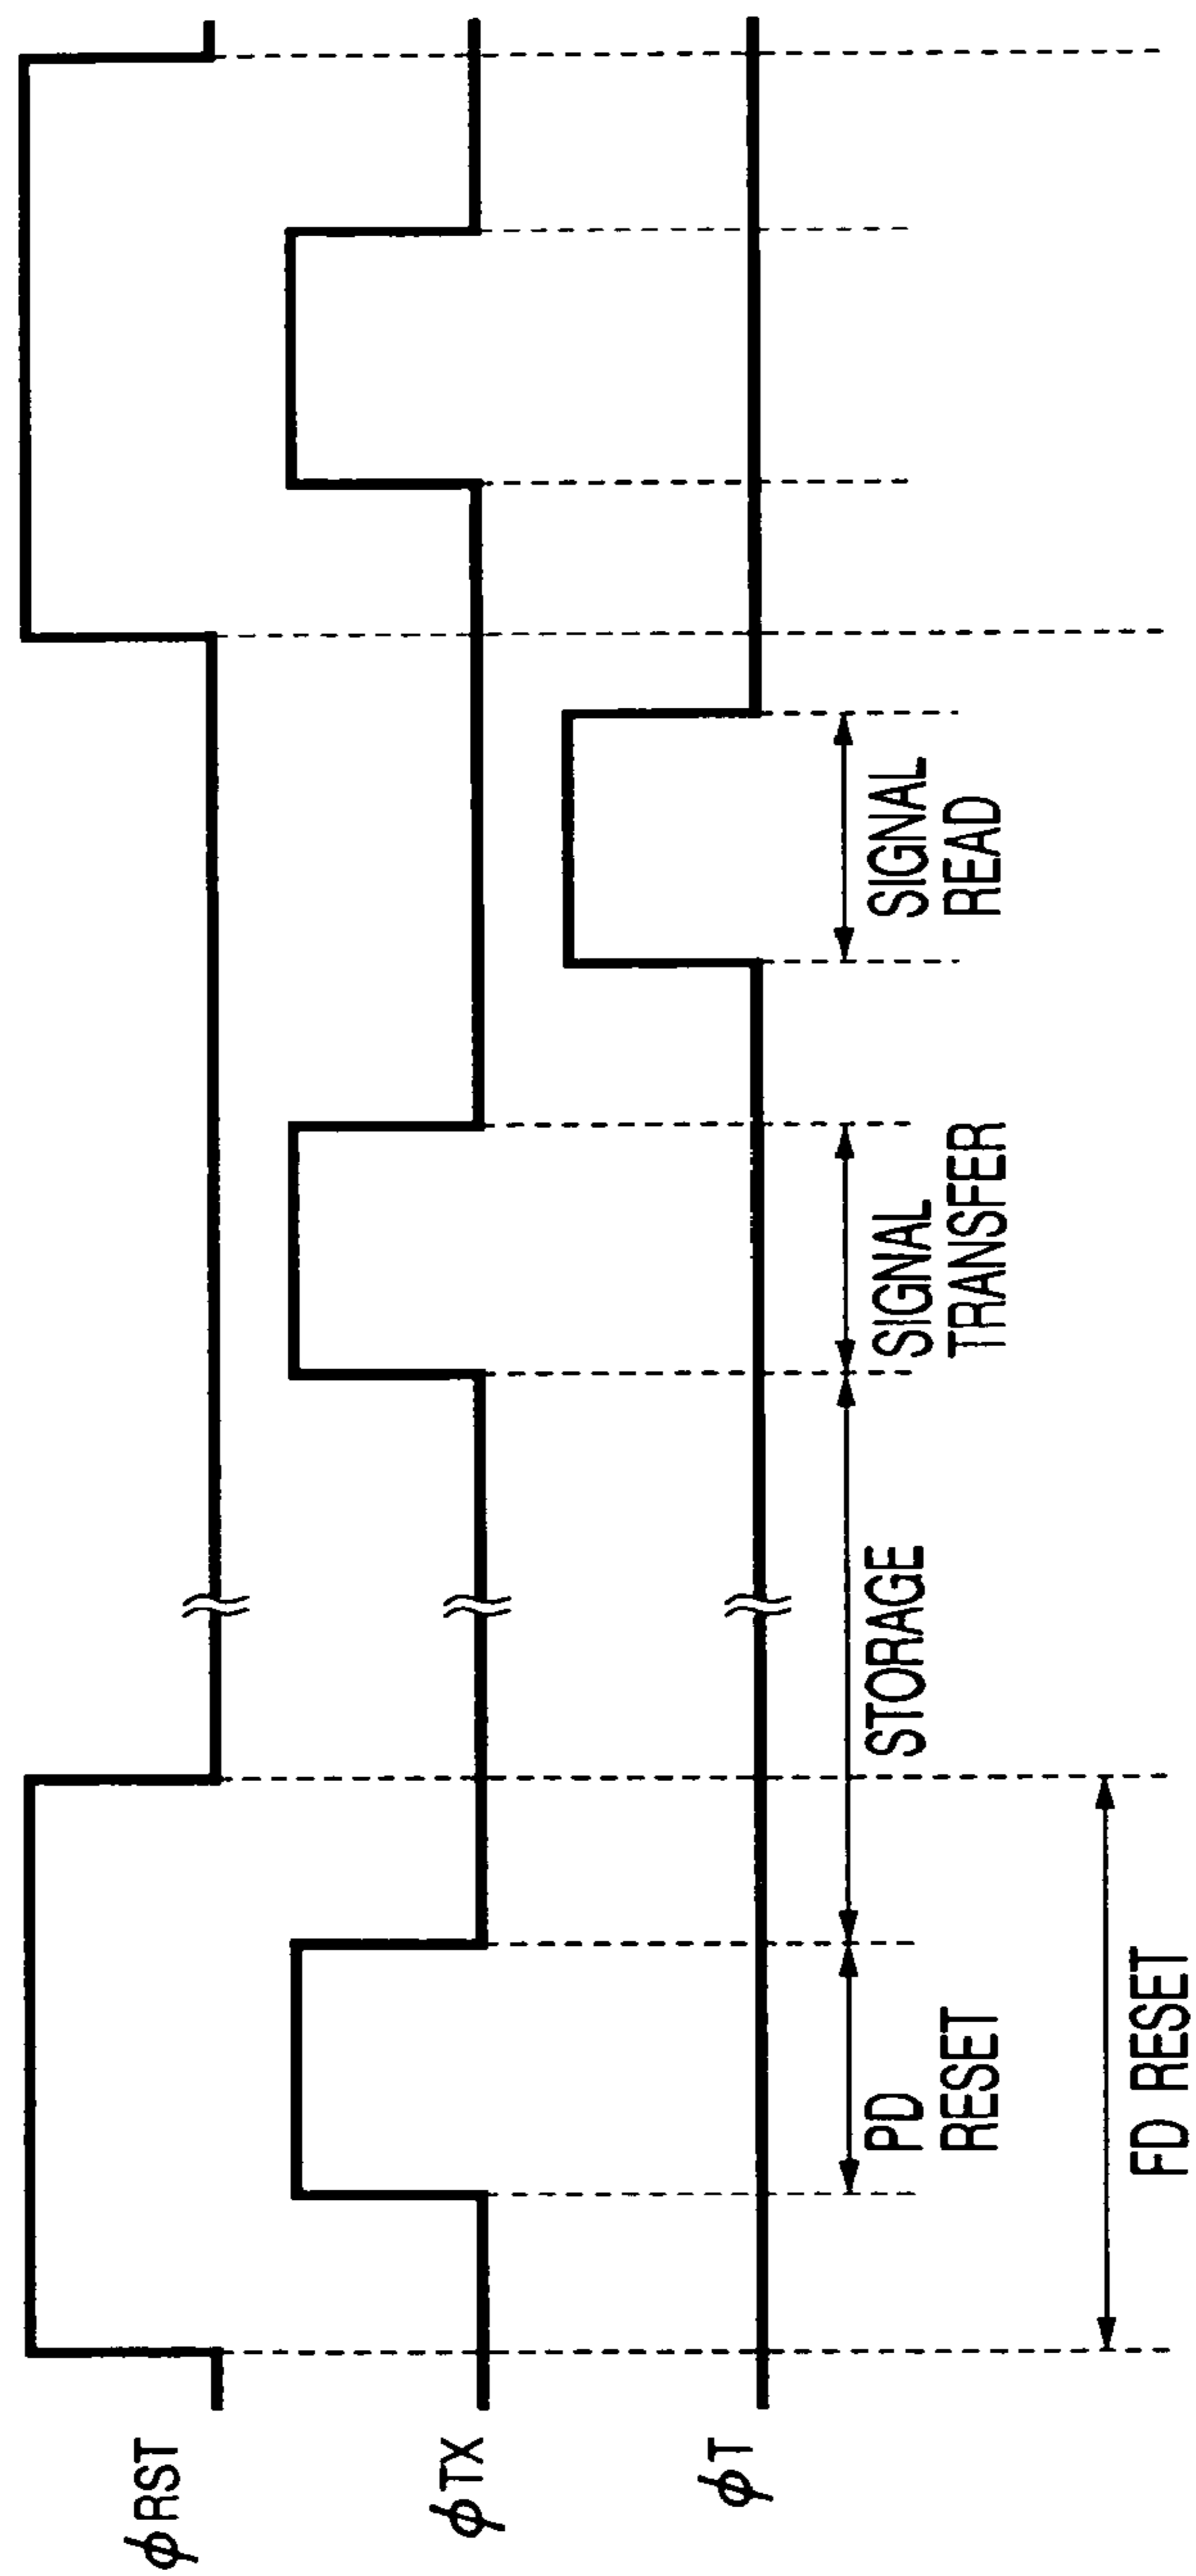 φRST
φTX
φT
PD
RESET
STORAGE
SIGNAL
TRANSFER
SIGNAL
READ
FD RESET